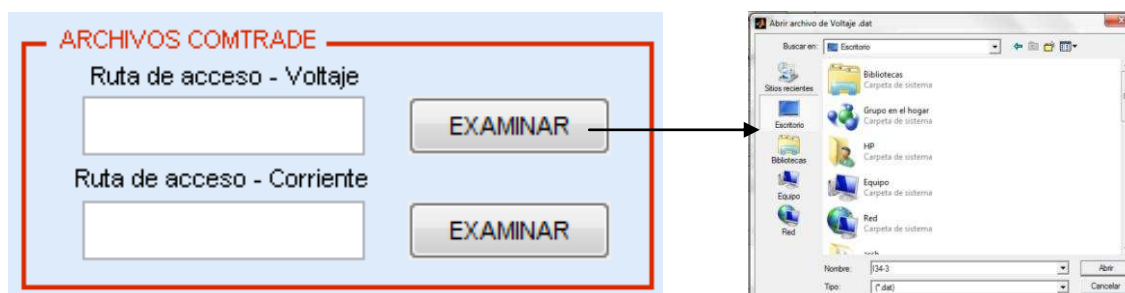 ARCHIVOS COMTRADE
Ruta de acceso - Voltaje
EXAMINAR
Ruta de acceso - Corriente
EXAMINAR
Abrir archivo de Voltaje .dat
Buscar en: Escritorio
Sitios recientes
Escritorio
Bibliotecas
Equipo
Red
Bibliotecas
Carpeta de sistema
Grupo en el hogar
Carpeta de sistema
HP
Carpeta de sistema
Equipo
Carpeta de sistema
Red
Carpeta de sistema
Nombre: I34-3 Abrir
Tipo: (*.dat) Cancelar